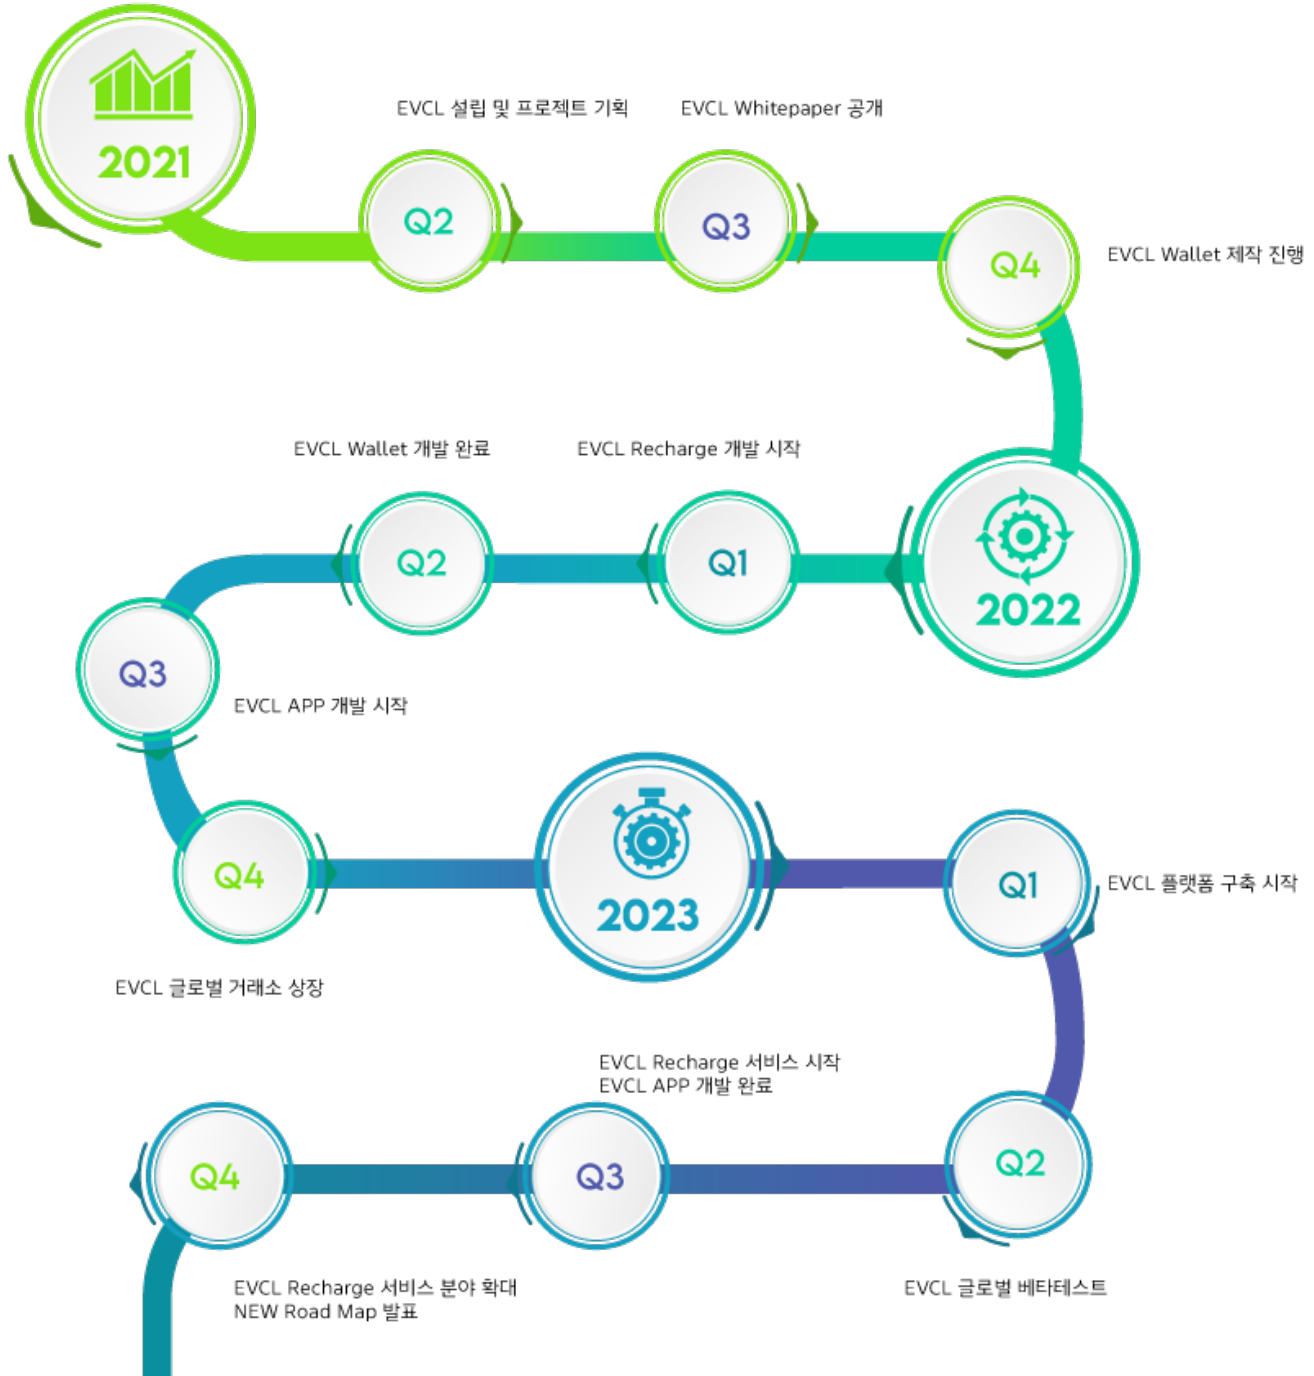 2021
EVCL 설립 및 프로젝트 기획
Q2
EVCL Whitepaper 공개
Q3
Q4
EVCL Wallet 제작 진행
2022
EVCL Recharge 개발 시작
Q1
EVCL Wallet 개발 완료
Q2
Q3
EVCL APP 개발 시작
Q4
EVCL 글로벌 거래소 상장
2023
Q1
EVCL 플랫폼 구축 시작
Q2
EVCL 글로벌 베타테스트
EVCL Recharge 서비스 시작
EVCL APP 개발 완료
Q3
Q4
EVCL Recharge 서비스 분야 확대
NEW Road Map 발표